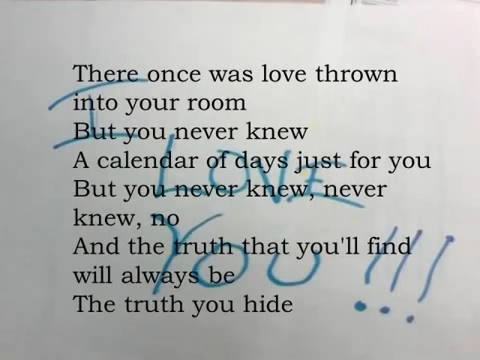 There once was love thrown
into your room
But you never knew
A calendar of days just for you
But you never knew, never
knew, no
And the truth that you'll find
will always be
The truth you hide
I
LOVE
YOU!!!